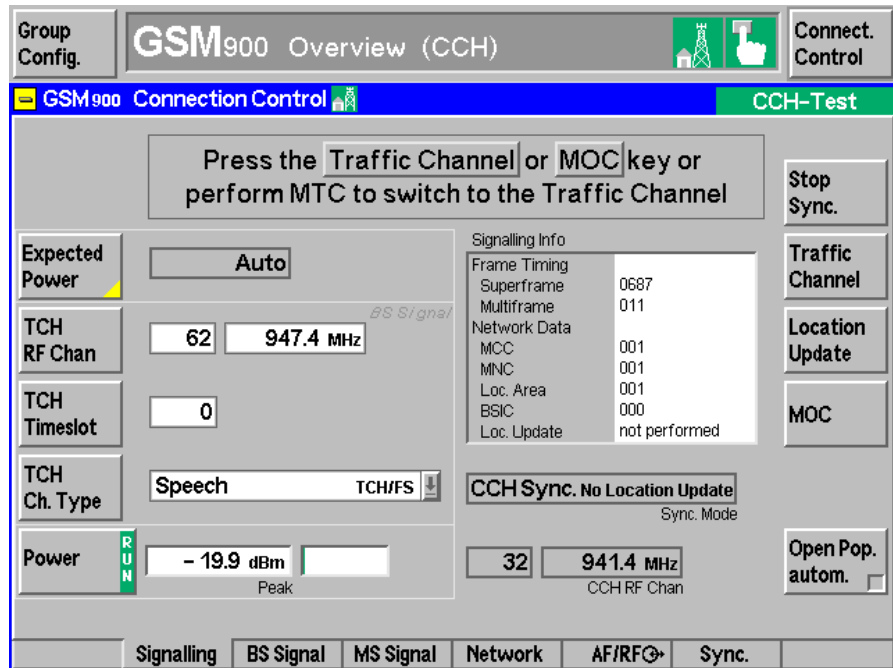 Group Config.
GSM900 Overview (CCH)
Connect. Control
GSM900 Connection Control
CCH-Test
Press the Traffic Channel or MOC key or
perform MTC to switch to the Traffic Channel
Stop Sync.
Expected Power
Auto
Signalling Info
Frame Timing
Superframe 0687
Multiframe 011
Network Data
MCC 001
MNC 001
Loc. Area 001
BSIC 000
Loc. Update not performed
Traffic Channel
BS Signal
TCH RF Chan
62 947.4 MHz
Location Update
TCH Timeslot
0
MOC
TCH Ch. Type
Speech TCH/FS
CCH Sync. No Location Update
Sync. Mode
Power
RUN
– 19.9 dBm
Peak
32 941.4 MHz
CCH RF Chan
Open Pop. autom.
Signalling
BS Signal
MS Signal
Network
AF/RF
Sync.